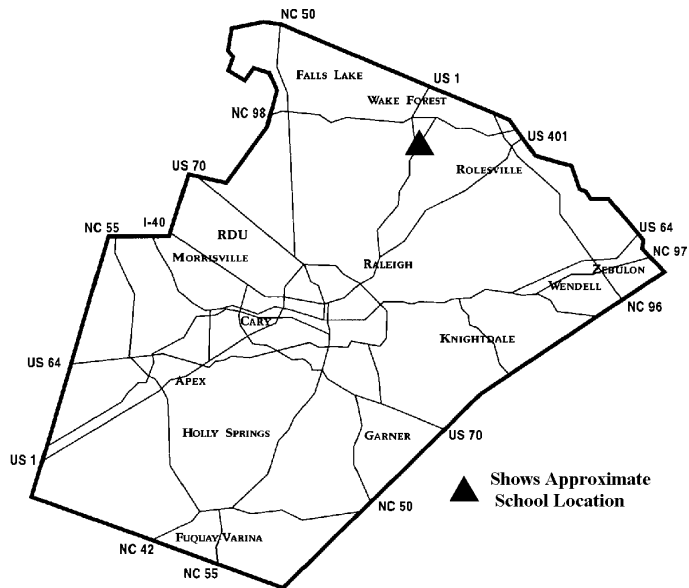 NC 50
FALLS LAKE
US 1
WAKE FOREST
NC 98
US 401
US 70
ROLESVILLE
NC 55
I-40
RDU
MORRISVILLE
RALEIGH
US 64
NC 97
ZEBULON
WENDELL
NC 96
CARY
KNIGHTDALE
US 64
APEX
HOLLY SPRINGS
GARNER
US 70
US 1
Shows Approximate
School Location
NC 50
FUQUAY VARINA
NC 42
NC 55